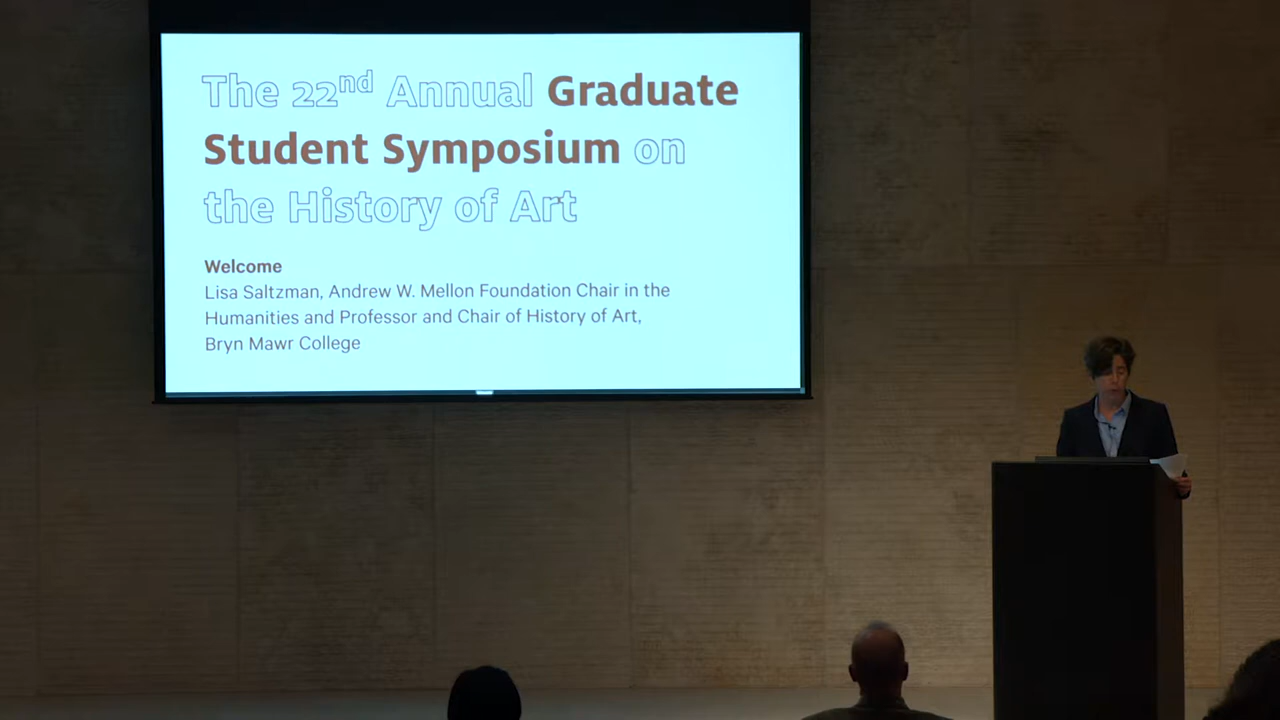 The 22nd Annual Graduate
Student Symposium on
the History of Art
Welcome
Lisa Saltzman, Andrew W. Mellon Foundation Chair in the
Humanities and Professor and Chair of History of Art,
Bryn Mawr College